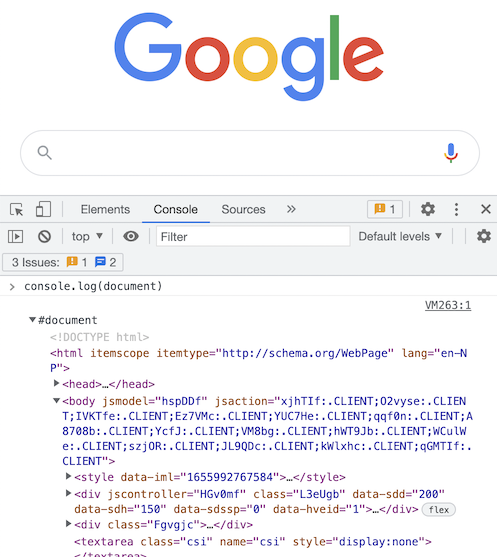 Google
Elements Console Sources » 1
top ▼ Filter Default levels ▼
3 Issues: 1 2
> console.log(document)
VM263:1
▼#document
<!DOCTYPE html>
<html itemscope itemtype="http://schema.org/WebPage" lang="en-N
P">
▶<head>…</head>
▼<body jsmodel="hspDDf" jsaction="xjhTIf:.CLIENT;O2vyse:.CLIEN
T;IVKTfe:.CLIENT;Ez7VMc:.CLIENT;YUC7He:.CLIENT;qqf0n:.CLIENT;A
8708b:.CLIENT;YcfJ:.CLIENT;VM8bg:.CLIENT;hWT9Jb:.CLIENT;WCulW
e:.CLIENT;szjOR:.CLIENT;JL9QDc:.CLIENT;kWlxhc:.CLIENT;qGMTIf:.
CLIENT">
▶<style data-iml="1655992767584">…</style>
▶<div jscontroller="HGv0mf" class="L3eUgb" data-sdd="200"
data-sdh="150" data-sdssp="0" data-hveid="1">…</div> flex
▶<div class="Fgvgjc">…</div>
<textarea class="csi" name="csi" style="display:none">
</textarea>